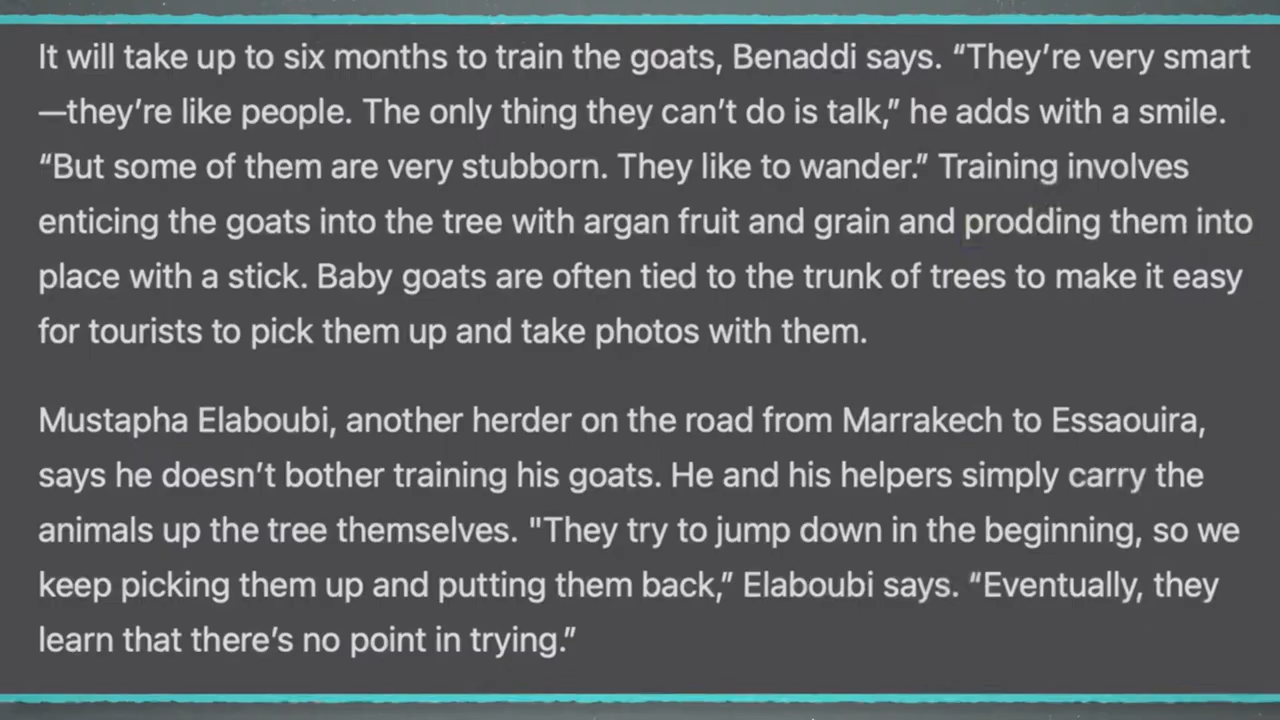 It will take up to six months to train the goats, Benaddi says. “They’re very smart
—they’re like people. The only thing they can’t do is talk,” he adds with a smile.
“But some of them are very stubborn. They like to wander.” Training involves
enticing the goats into the tree with argan fruit and grain and prodding them into
place with a stick. Baby goats are often tied to the trunk of trees to make it easy
for tourists to pick them up and take photos with them.
Mustapha Elaboubi, another herder on the road from Marrakech to Essaouira,
says he doesn’t bother training his goats. He and his helpers simply carry the
animals up the tree themselves. "They try to jump down in the beginning, so we
keep picking them up and putting them back,” Elaboubi says. “Eventually, they
learn that there’s no point in trying.”